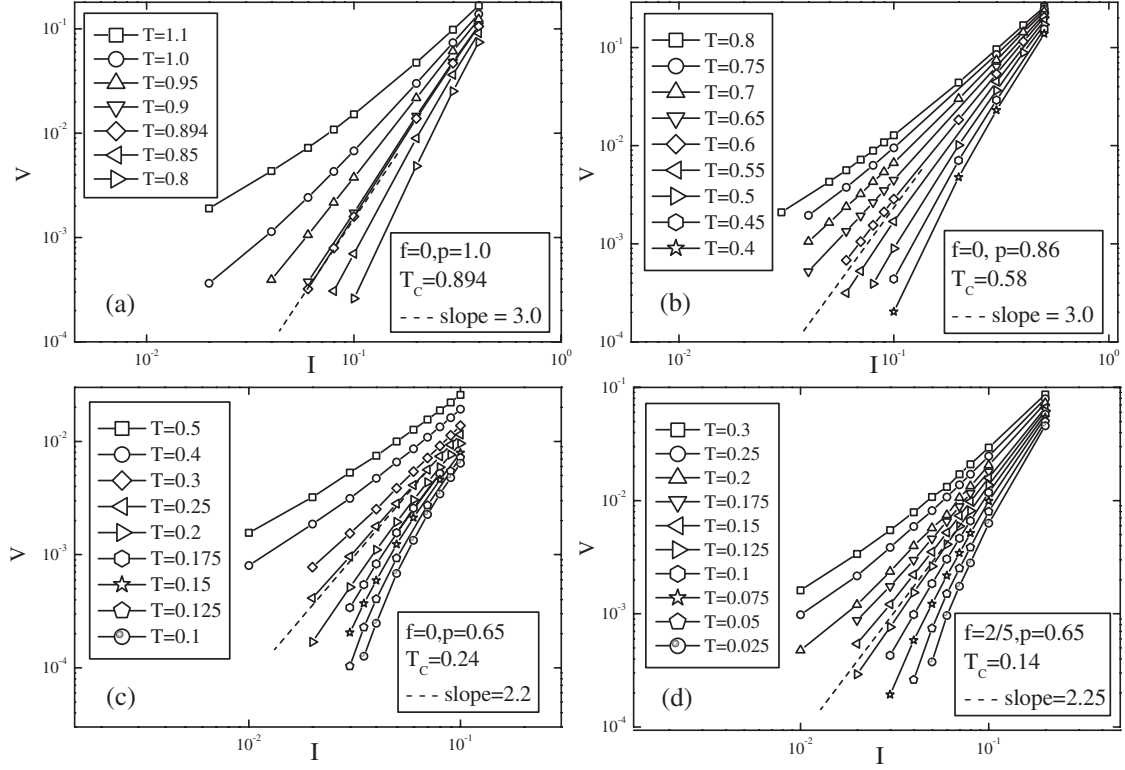 10⁻¹
10⁻²
10⁻³
10⁻⁴
V
T=1.1
T=1.0
T=0.95
T=0.9
T=0.894
T=0.85
T=0.8
(a)
f=0,p=1.0
T_C=0.894
--- slope = 3.0
10⁻² 10⁻¹ 10⁰
I
10⁻¹
10⁻²
10⁻³
10⁻⁴
V
T=0.8
T=0.75
T=0.7
T=0.65
T=0.6
T=0.55
T=0.5
T=0.45
T=0.4
(b)
f=0, p=0.86
T_C=0.58
--- slope = 3.0
10⁻² 10⁻¹ 10⁰
I
10⁻²
10⁻³
10⁻⁴
V
T=0.5
T=0.4
T=0.3
T=0.25
T=0.2
T=0.175
T=0.15
T=0.125
T=0.1
(c)
f=0,p=0.65
T_C=0.24
--- slope=2.2
10⁻² 10⁻¹
I
10⁻¹
10⁻²
10⁻³
10⁻⁴
V
T=0.3
T=0.25
T=0.2
T=0.175
T=0.15
T=0.125
T=0.1
T=0.075
T=0.05
T=0.025
(d)
f=2/5,p=0.65
T_C=0.14
--- slope=2.25
10⁻² 10⁻¹
I